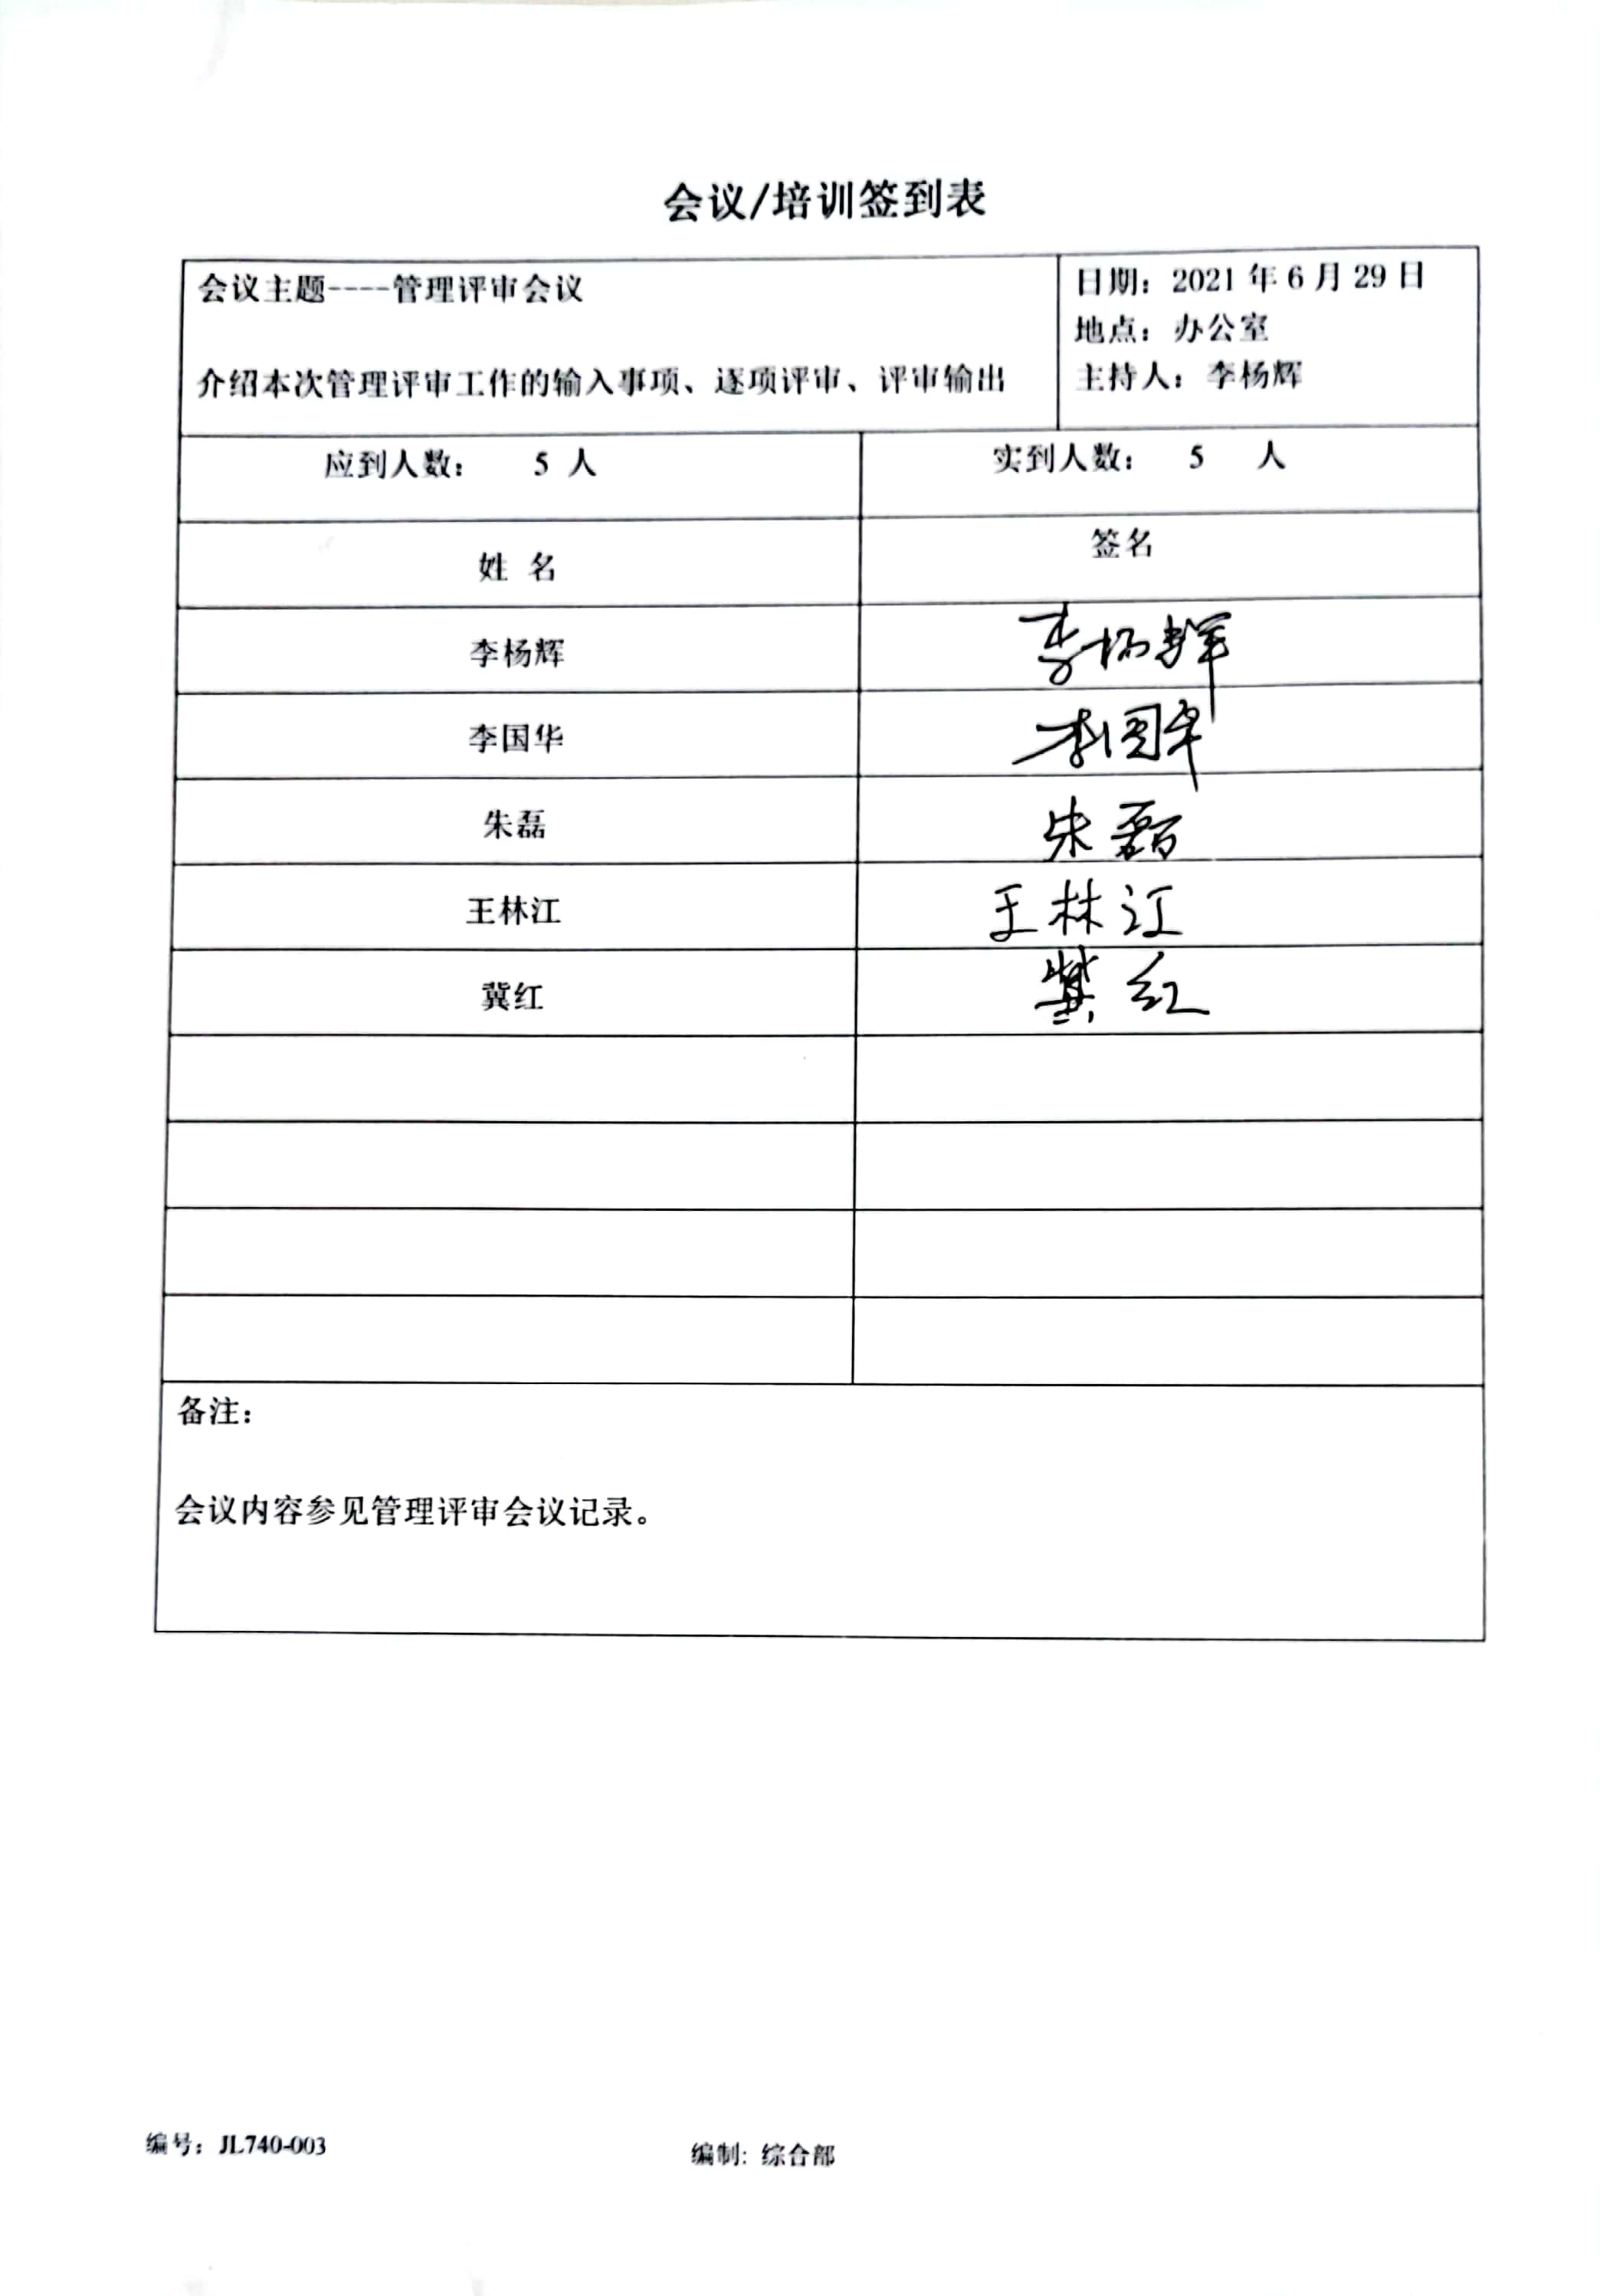 会议/培训签到表
会议主题----管理评审会议
介绍本次管理评审工作的输入事项、逐项评审、评审输出
日期：2021 年 6 月 29 日
地点：办公室
主持人：李杨辉
应到人数： 5 人
实到人数： 5 人
姓 名
签名
李杨辉
李杨辉
李国华
李国华
朱磊
朱磊
王林江
王林江
冀红
冀红
备注：
会议内容参见管理评审会议记录。
编号：JL740-003
编制: 综合部